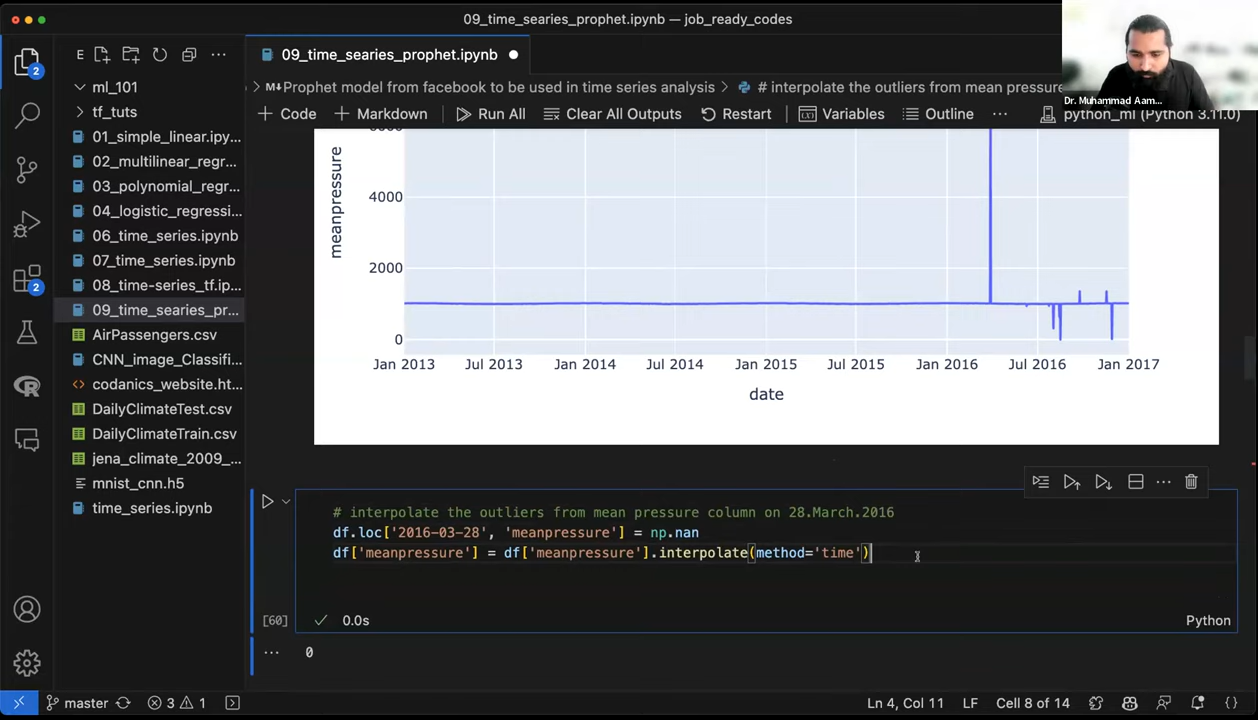 09_time_searies_prophet.ipynb — job_ready_codes
2
2
E
···
ml_101
tf_tuts
01_simple_linear.ipy...
02_multilinear_regr...
03_polynomial_regr...
04_logistic_regressi...
06_time_series.ipynb
07_time_series.ipynb
08_time-series_tf.ip...
09_time_searies_pr...
AirPassengers.csv
CNN_image_Classifi...
codanics_website.ht...
DailyClimateTest.csv
DailyClimateTrain.csv
jena_climate_2009_...
mnist_cnn.h5
time_series.ipynb
09_time_searies_prophet.ipynb
Prophet model from facebook to be used in time series analysis > # interpolate the outliers from mean pressure
+ Code + Markdown Run All Clear All Outputs Restart Variables Outline ···
python_ml (Python 3.11.0)
Dr. Muhammad Aam...
meanpressure
4000
2000
0
Jan 2013 Jul 2013 Jan 2014 Jul 2014 Jan 2015 Jul 2015 Jan 2016 Jul 2016 Jan 2017
date
# interpolate the outliers from mean pressure column on 28.March.2016
df.loc['2016-03-28', 'meanpressure'] = np.nan
df['meanpressure'] = df['meanpressure'].interpolate(method='time')
[60]
0.0s
Python
0
master 3 1
Ln 4, Col 11 LF Cell 8 of 14